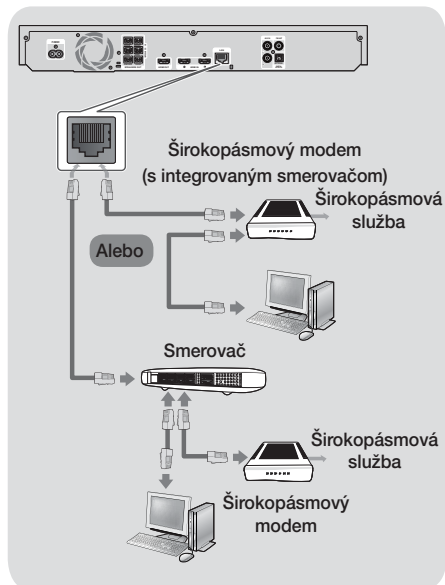 Širokopásmový modem
(s integrovaným smerovačom)
Širokopásmová
služba
Alebo
Smerovač
Širokopásmová
služba
Širokopásmový
modem